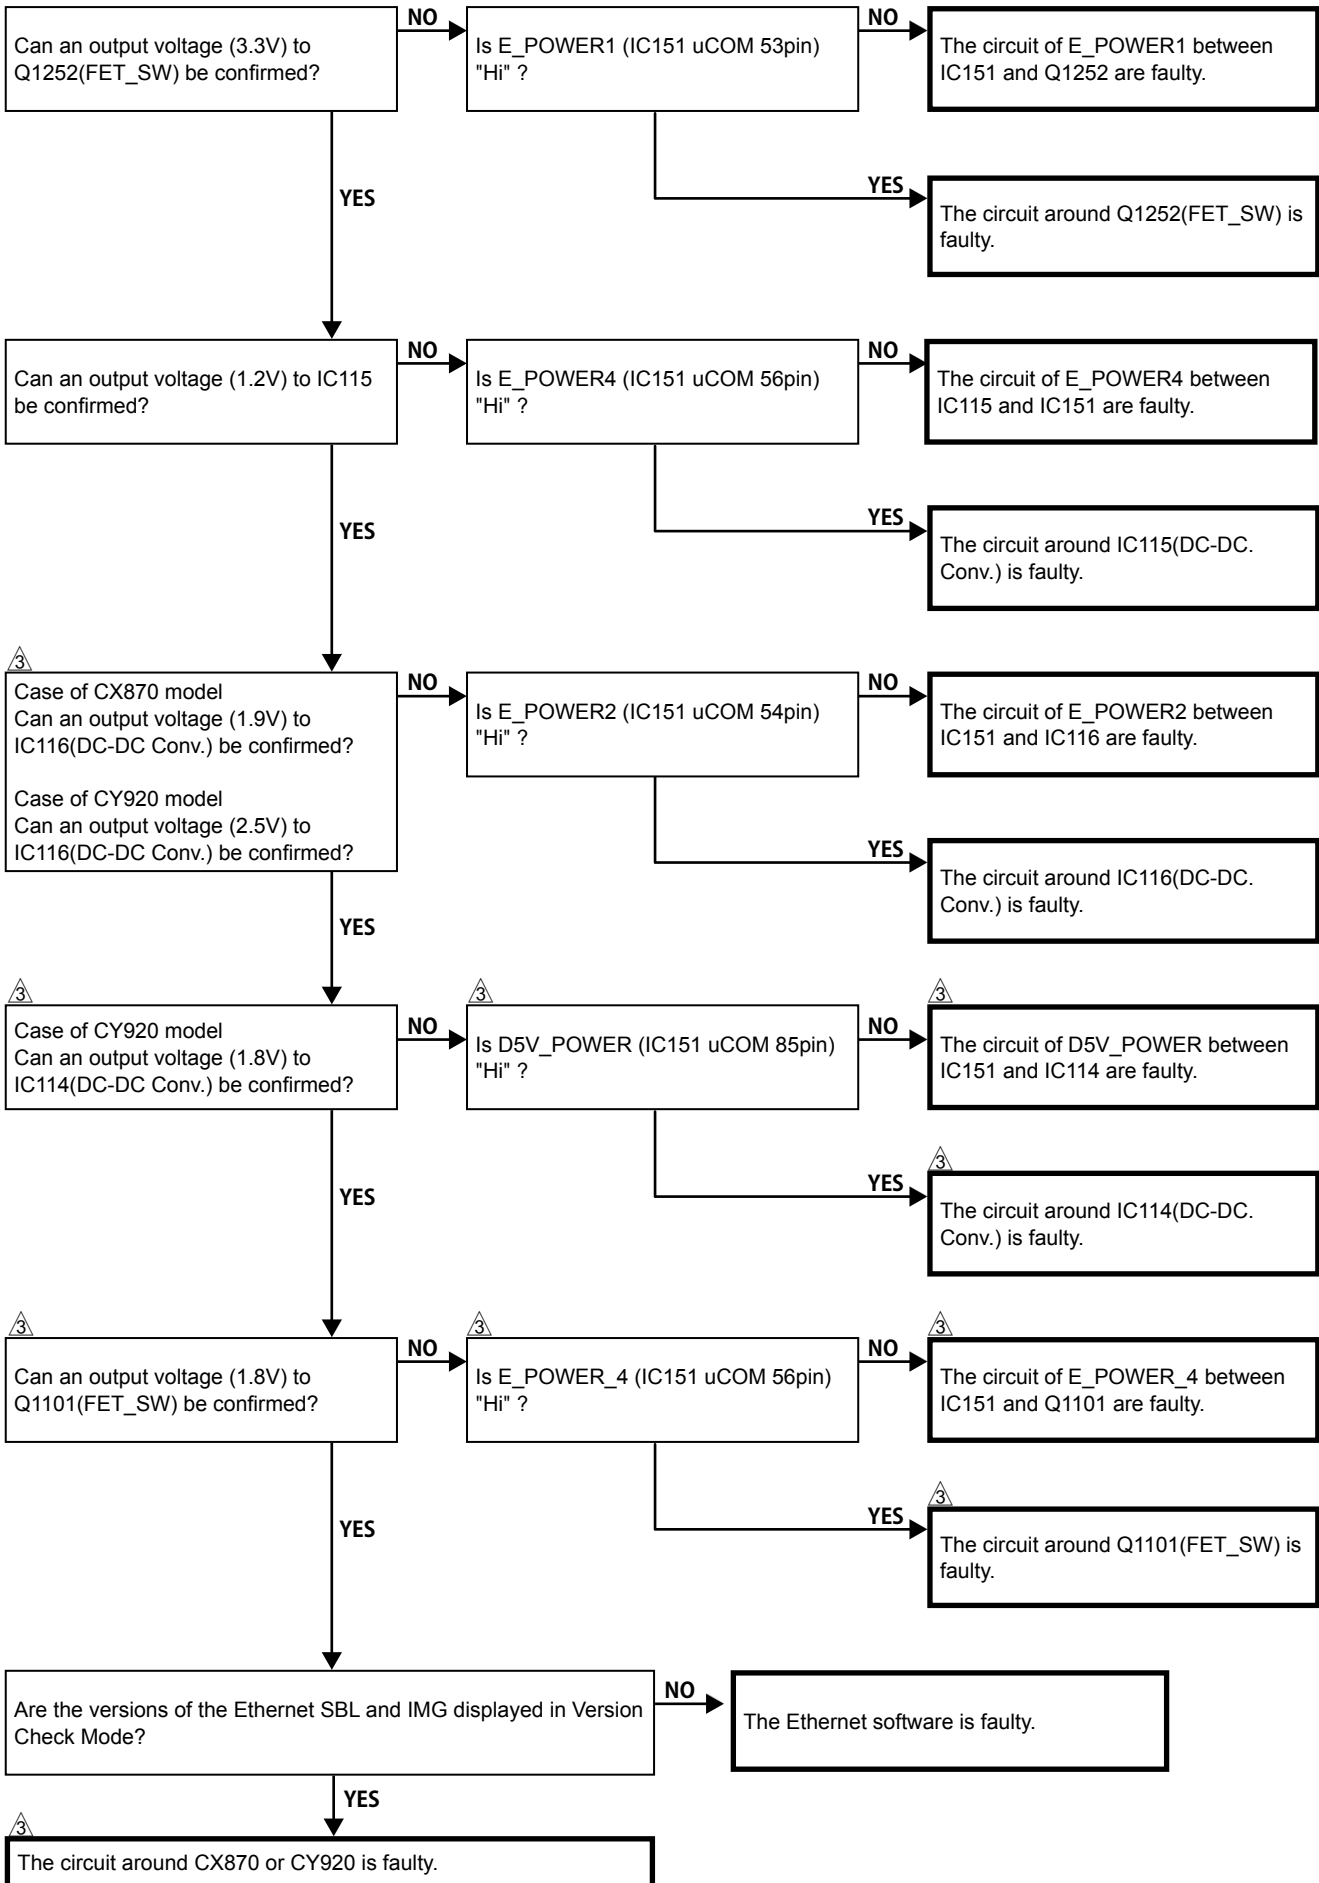 Can an output voltage (3.3V) to
Q1252(FET_SW) be confirmed?
NO
Is E_POWER1 (IC151 uCOM 53pin)
"Hi" ?
NO
The circuit of E_POWER1 between
IC151 and Q1252 are faulty.
YES
YES
The circuit around Q1252(FET_SW) is
faulty.
Can an output voltage (1.2V) to IC115
be confirmed?
NO
Is E_POWER4 (IC151 uCOM 56pin)
"Hi" ?
NO
The circuit of E_POWER4 between
IC115 and IC151 are faulty.
YES
YES
The circuit around IC115(DC-DC.
Conv.) is faulty.
3
Case of CX870 model
Can an output voltage (1.9V) to
IC116(DC-DC Conv.) be confirmed?
Case of CY920 model
Can an output voltage (2.5V) to
IC116(DC-DC Conv.) be confirmed?
NO
Is E_POWER2 (IC151 uCOM 54pin)
"Hi" ?
NO
The circuit of E_POWER2 between
IC151 and IC116 are faulty.
YES
The circuit around IC116(DC-DC.
Conv.) is faulty.
YES
3
Case of CY920 model
Can an output voltage (1.8V) to
IC114(DC-DC Conv.) be confirmed?
NO
3
Is D5V_POWER (IC151 uCOM 85pin)
"Hi" ?
NO
3
The circuit of D5V_POWER between
IC151 and IC114 are faulty.
YES
YES
3
The circuit around IC114(DC-DC.
Conv.) is faulty.
3
Can an output voltage (1.8V) to
Q1101(FET_SW) be confirmed?
NO
3
Is E_POWER_4 (IC151 uCOM 56pin)
"Hi" ?
NO
3
The circuit of E_POWER_4 between
IC151 and Q1101 are faulty.
YES
YES
3
The circuit around Q1101(FET_SW) is
faulty.
Are the versions of the Ethernet SBL and IMG displayed in Version
Check Mode?
NO
The Ethernet software is faulty.
YES
3
The circuit around CX870 or CY920 is faulty.